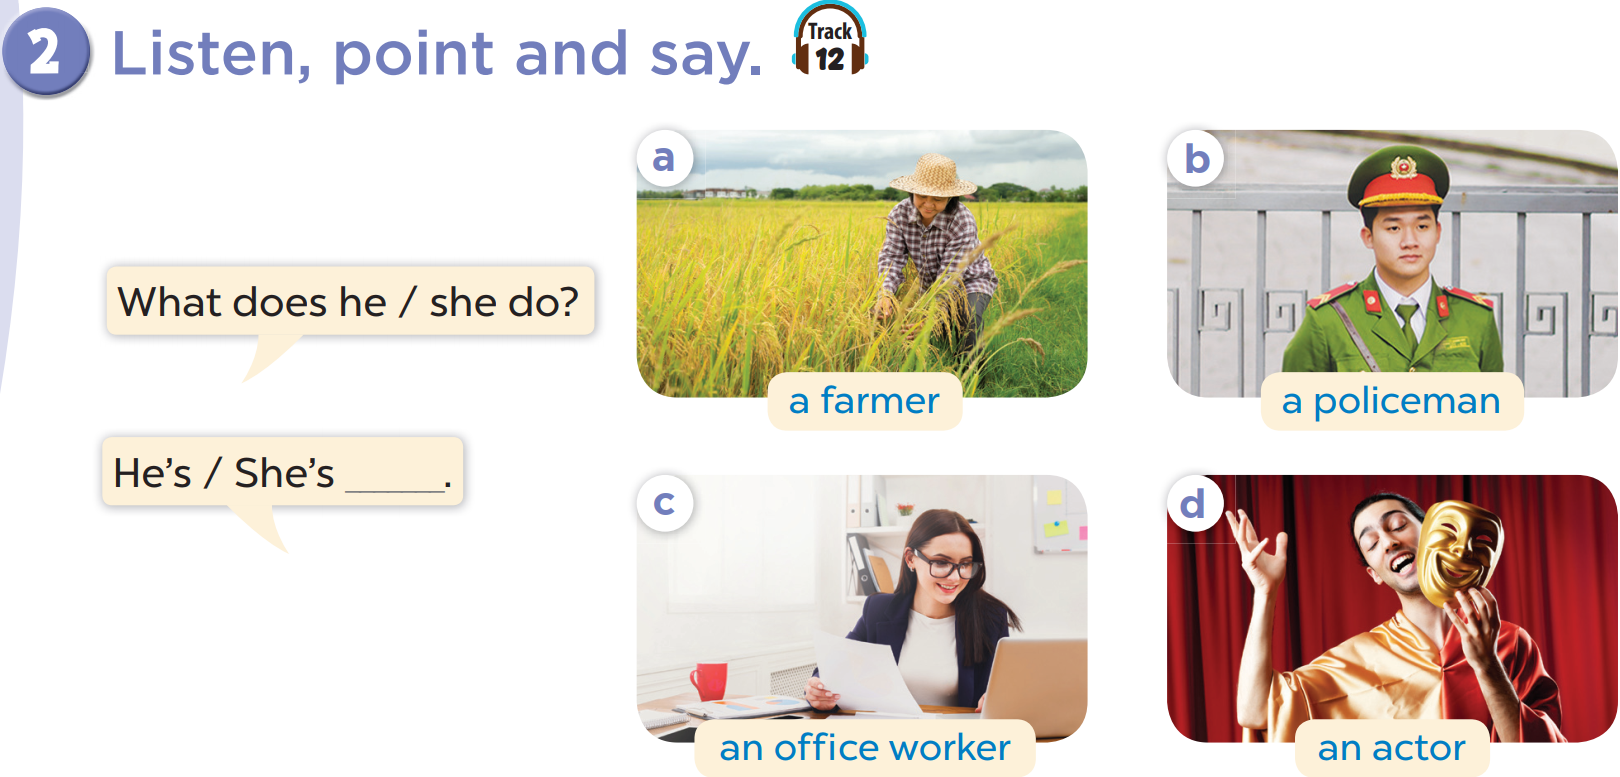 2 Listen, point and say.
Track
12
What does he / she do?
He's / She's ______.
a
a farmer
b
a policeman
c
an office worker
d
an actor